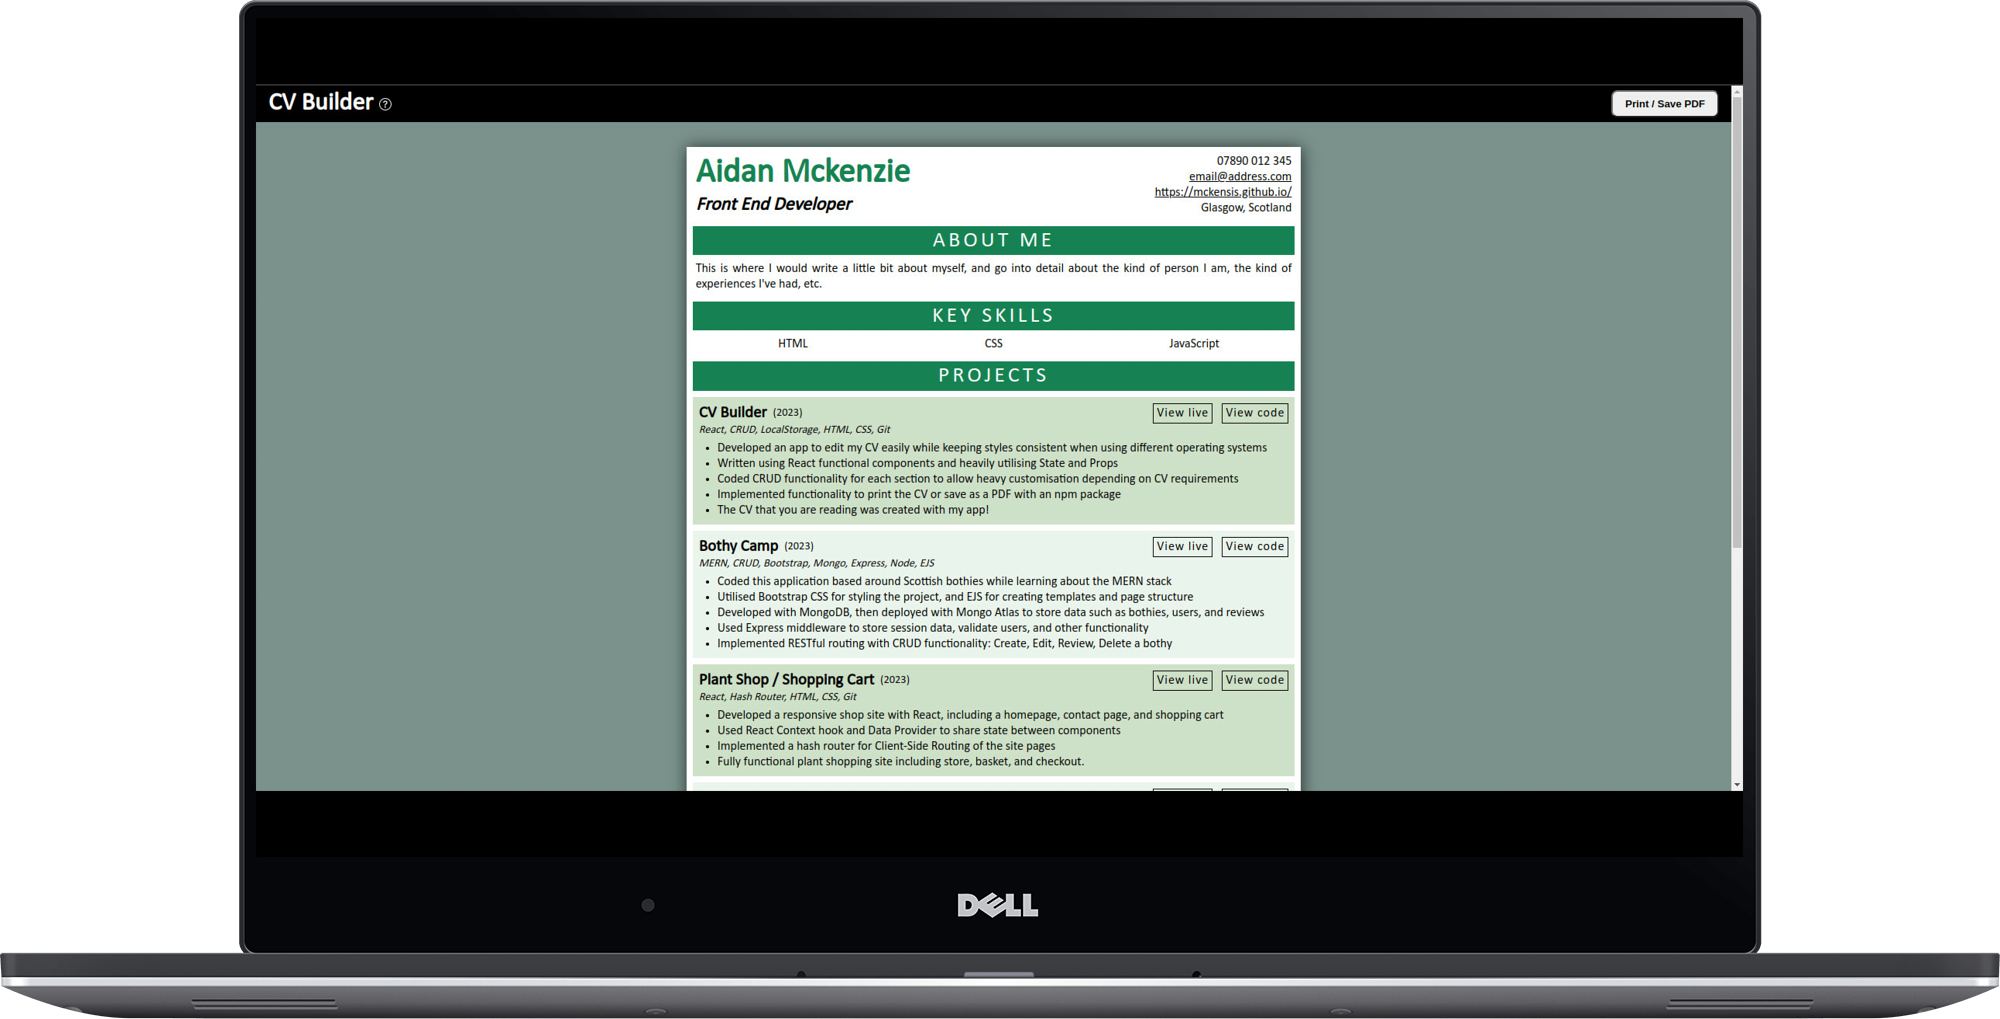 CV Builder ?
Print / Save PDF
Aidan Mckenzie
Front End Developer
07890 012 345
email@address.com
https://mckensis.github.io/
Glasgow, Scotland
ABOUT ME
This is where I would write a little bit about myself, and go into detail about the kind of person I am, the kind of
experiences I've had, etc.
KEY SKILLS
HTML CSS JavaScript
PROJECTS
CV Builder (2023) View live View code
React, CRUD, LocalStorage, HTML, CSS, Git
• Developed an app to edit my CV easily while keeping styles consistent when using different operating systems
• Written using React functional components and heavily utilising State and Props
• Coded CRUD functionality for each section to allow heavy customisation depending on CV requirements
• Implemented functionality to print the CV or save as a PDF with an npm package
• The CV that you are reading was created with my app!
Bothy Camp (2023) View live View code
MERN, CRUD, Bootstrap, Mongo, Express, Node, EJS
• Coded this application based around Scottish bothies while learning about the MERN stack
• Utilised Bootstrap CSS for styling the project, and EJS for creating templates and page structure
• Developed with MongoDB, then deployed with Mongo Atlas to store data such as bothies, users, and reviews
• Used Express middleware to store session data, validate users, and other functionality
• Implemented RESTful routing with CRUD functionality: Create, Edit, Review, Delete a bothy
Plant Shop / Shopping Cart (2023) View live View code
React, Hash Router, HTML, CSS, Git
• Developed a responsive shop site with React, including a homepage, contact page, and shopping cart
• Used React Context hook and Data Provider to share state between components
• Implemented a hash router for Client-Side Routing of the site pages
• Fully functional plant shopping site including store, basket, and checkout.
DELL